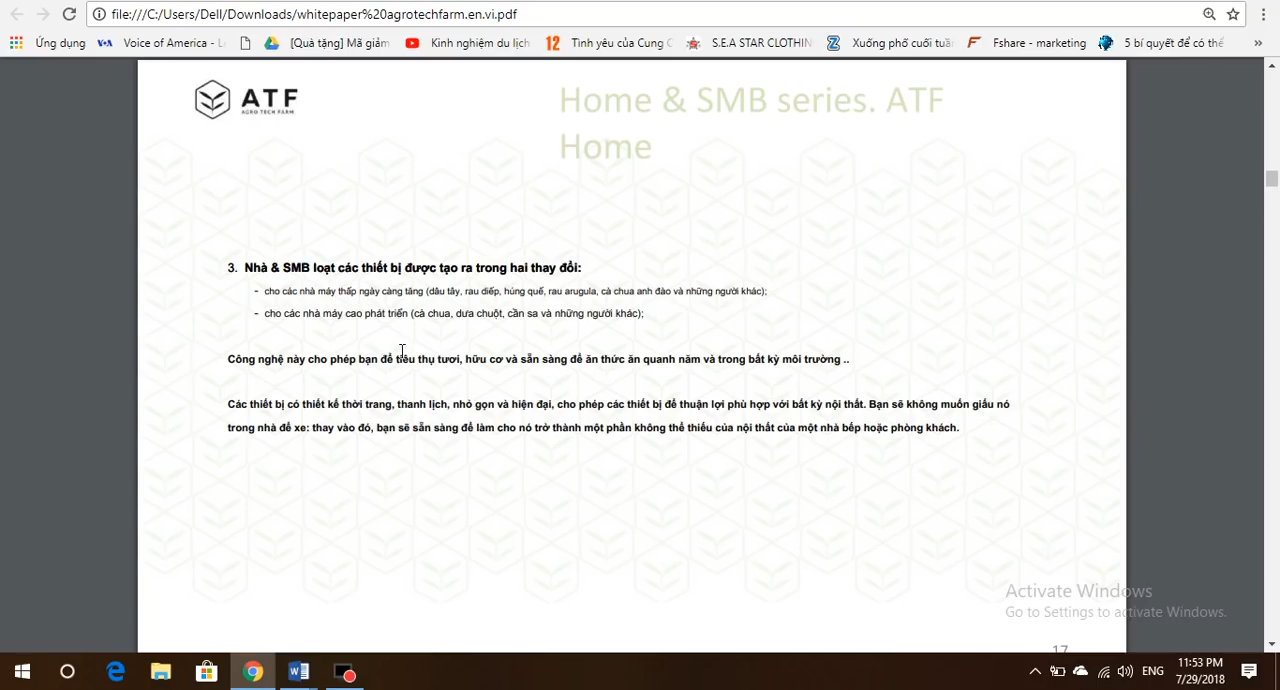 file:///C:/Users/Dell/Downloads/whitepaper%20agrotechfarm.en.vi.pdf
Ứng dụng
VOA Voice of America - L
[Quà tặng] Mã giảm
Kinh nghiệm du lịch
12 Tình yêu của Cung C
S.E.A STAR CLOTHIN
Z Xuống phố cuối tuần
F Fshare - marketing
5 bí quyết để có thể
»
ATF
AGRO TECH FARM
Home & SMB series. ATF
Home
3. Nhà & SMB loạt các thiết bị được tạo ra trong hai thay đổi:
- cho các nhà máy thấp ngày càng tăng (dâu tây, rau diếp, húng quế, rau arugula, cà chua anh đào và những người khác);
- cho các nhà máy cao phát triển (cà chua, dưa chuột, cần sa và những người khác);
Công nghệ này cho phép bạn để tiêu thụ tươi, hữu cơ và sẵn sàng để ăn thức ăn quanh năm và trong bất kỳ môi trường ..
Các thiết bị có thiết kế thời trang, thanh lịch, nhỏ gọn và hiện đại, cho phép các thiết bị để thuận lợi phù hợp với bất kỳ nội thất. Bạn sẽ không muốn giấu nó
trong nhà để xe: thay vào đó, bạn sẽ sẵn sàng để làm cho nó trở thành một phần không thể thiếu của nội thất của một nhà bếp hoặc phòng khách.
Activate Windows
Go to Settings to activate Windows.
17
ENG
11:53 PM
7/29/2018